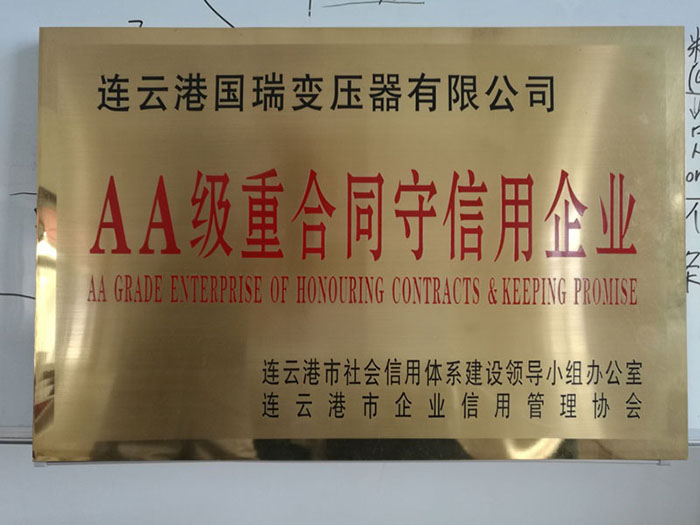 连云港国瑞变压器有限公司
AA级重合同守信用企业
AA GRADE ENTERPRISE OF HONOURING CONTRACTS & KEEPING PROMISE
连云港市社会信用体系建设领导小组办公室
连云港市企业信用管理协会